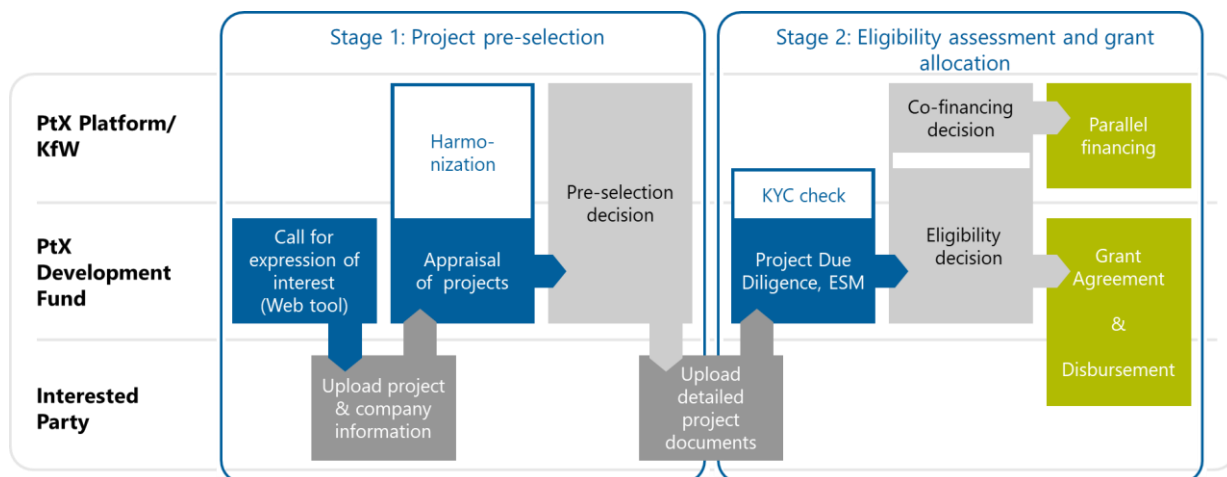 Stage 1: Project pre-selection
Stage 2: Eligibility assessment and grant
allocation
PtX Platform/
KfW
Harmo-
nization
Pre-selection
decision
KYC check
Co-financing
decision
Parallel
financing
PtX
Development
Fund
Call for
expression of
interest
(Web tool)
Appraisal
of projects
Project Due
Diligence, ESM
Eligibility
decision
Grant
Agreement
&
Disbursement
Interested
Party
Upload project
& company
information
Upload
detailed
project
documents